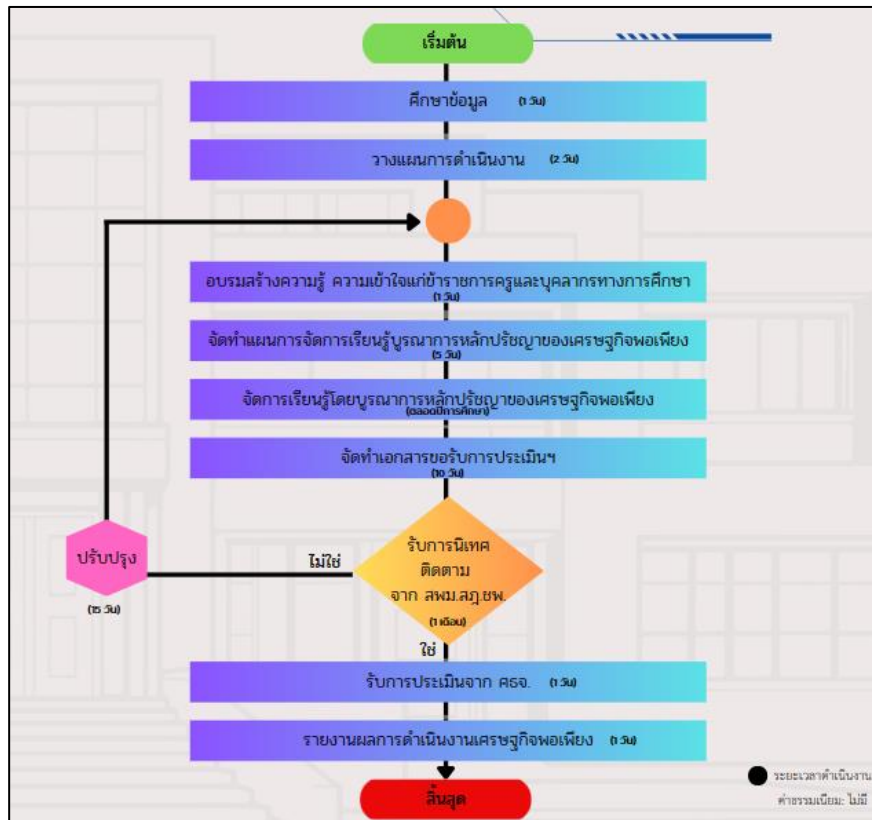 เริ่มต้น
ศึกษาข้อมูล (1 วัน)
วางแผนการดำเนินงาน (2 วัน)
อบรมสร้างความรู้ ความเข้าใจแก่ข้าราชการครูและบุคลากรทางการศึกษา
(1 วัน)
จัดทำแผนการจัดการเรียนรู้บูรณาการหลักปรัชญาของเศรษฐกิจพอเพียง
(5 วัน)
จัดการเรียนรู้โดยบูรณาการหลักปรัชญาของเศรษฐกิจพอเพียง
(ตลอดปีการศึกษา)
จัดทำเอกสารขอรับการประเมินฯ
(10 วัน)
รับการนิเทศ
ติดตาม
จาก สพม.สฎ.ชพ.
(1 เดือน)
ไม่ใช่
ปรับปรุง
(15 วัน)
ใช่
รับการประเมินจาก ศธจ. (1 วัน)
รายงานผลการดำเนินงานเศรษฐกิจพอเพียง (1 วัน)
สิ้นสุด
ระยะเวลาดำเนินงาน
ค่าธรรมเนียม: ไม่มี